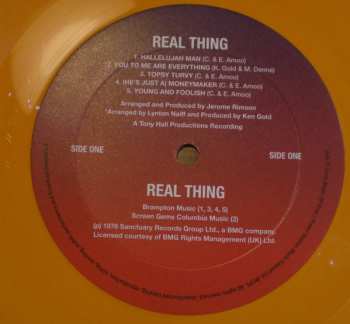 REAL THING
1. HALLELUJAH MAN (C. & E. Amoo)
*2. YOU TO ME ARE EVERYTHING (K. Gold & M. Denne)
3. TOPSY TURVY (C. & E. Amoo)
4. (HE'S JUST A) MONEYMAKER (C. & E. Amoo)
5. YOUNG AND FOOLISH (C. & E. Amoo)
Arranged and Produced by Jerome Rimson
*Arranged by Lynton Naiff and Produced by Ken Gold
A Tony Hall Productions Recording
SIDE ONE
SIDE ONE
REAL THING
Brampton Music (1, 3, 4, 5)
Screen Gems Columbia Music (2)
(p) 1976 Sanctuary Records Group Ltd., a BMG company
Licensed courtesy of BMG Rights Management (UK) Ltd.